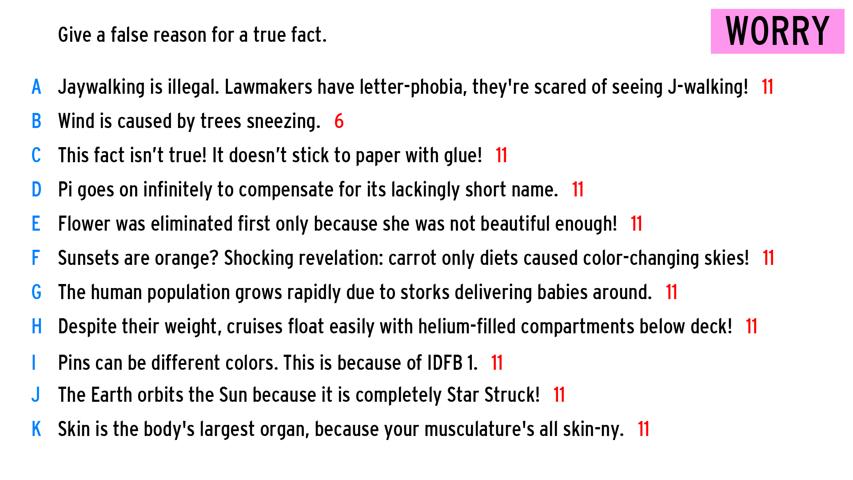 Give a false reason for a true fact.
WORRY
A Jaywalking is illegal. Lawmakers have letter-phobia, they're scared of seeing J-walking! 11
B Wind is caused by trees sneezing. 6
C This fact isn't true! It doesn't stick to paper with glue! 11
D Pi goes on infinitely to compensate for its lackingly short name. 11
E Flower was eliminated first only because she was not beautiful enough! 11
F Sunsets are orange? Shocking revelation: carrot only diets caused color-changing skies! 11
G The human population grows rapidly due to storks delivering babies around. 11
H Despite their weight, cruises float easily with helium-filled compartments below deck! 11
I Pins can be different colors. This is because of IDFB 1. 11
J The Earth orbits the Sun because it is completely Star Struck! 11
K Skin is the body's largest organ, because your musculature's all skin-ny. 11